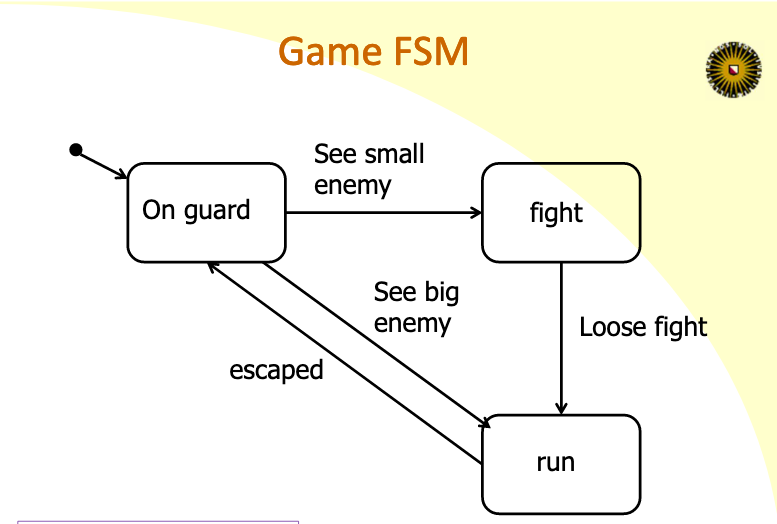 Game FSM
See small
enemy
On guard
fight
See big
enemy
Loose fight
escaped
run